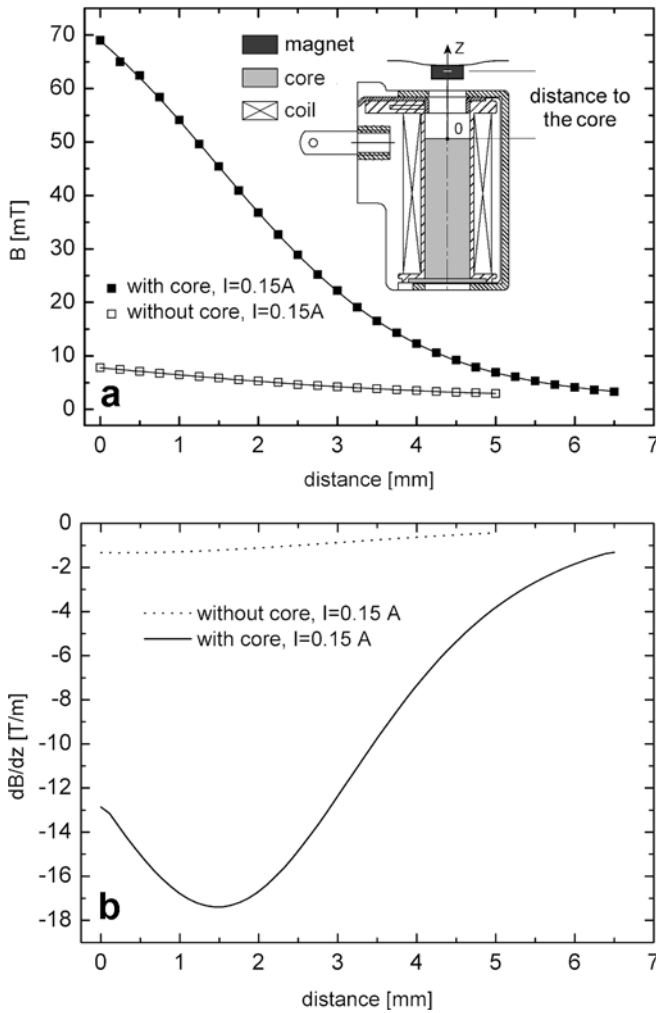 70
60
50
40
30
20
10
0
B [mT]
magnet
core
coil
Z
0
distance to
the core
with core, I=0.15A
without core, I=0.15A
a
0 1 2 3 4 5 6 7
distance [mm]
0
-2
-4
-6
-8
-10
-12
-14
-16
-18
dB/dz [T/m]
without core, I=0.15 A
with core, I=0.15 A
b
0 1 2 3 4 5 6 7
distance [mm]